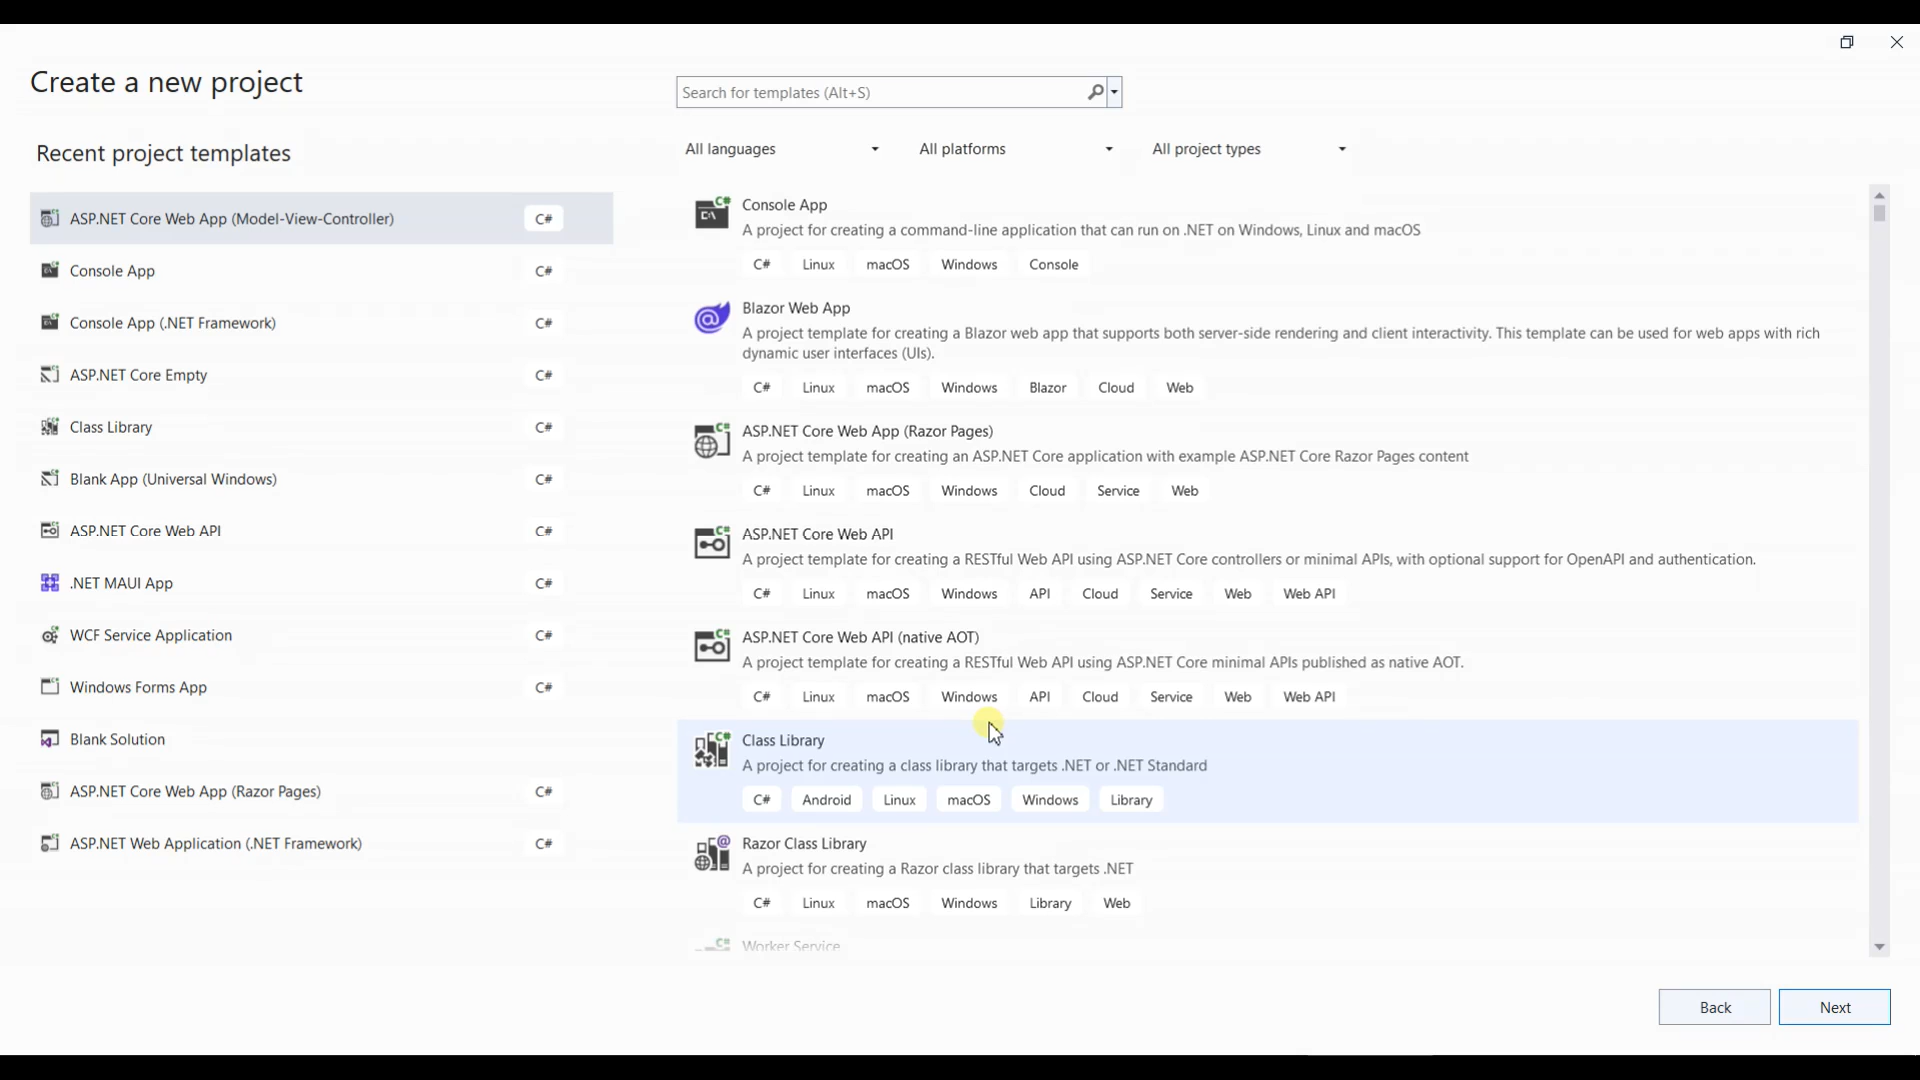 Create a new project
Search for templates (Alt+S)
Recent project templates
All languages
All platforms
All project types
ASP.NET Core Web App (Model-View-Controller) C#
Console App C#
Console App (.NET Framework) C#
ASP.NET Core Empty C#
Class Library C#
Blank App (Universal Windows) C#
ASP.NET Core Web API C#
.NET MAUI App C#
WCF Service Application C#
Windows Forms App C#
Blank Solution
ASP.NET Core Web App (Razor Pages) C#
ASP.NET Web Application (.NET Framework) C#
Console App
A project for creating a command-line application that can run on .NET on Windows, Linux and macOS
C# Linux macOS Windows Console
Blazor Web App
A project template for creating a Blazor web app that supports both server-side rendering and client interactivity. This template can be used for web apps with rich
dynamic user interfaces (UIs).
C# Linux macOS Windows Blazor Cloud Web
ASP.NET Core Web App (Razor Pages)
A project template for creating an ASP.NET Core application with example ASP.NET Core Razor Pages content
C# Linux macOS Windows Cloud Service Web
ASP.NET Core Web API
A project template for creating a RESTful Web API using ASP.NET Core controllers or minimal APIs, with optional support for OpenAPI and authentication.
C# Linux macOS Windows API Cloud Service Web Web API
ASP.NET Core Web API (native AOT)
A project template for creating a RESTful Web API using ASP.NET Core minimal APIs published as native AOT.
C# Linux macOS Windows API Cloud Service Web Web API
Class Library
A project for creating a class library that targets .NET or .NET Standard
C# Android Linux macOS Windows Library
Razor Class Library
A project for creating a Razor class library that targets .NET
C# Linux macOS Windows Library Web
Worker Service
Back
Next